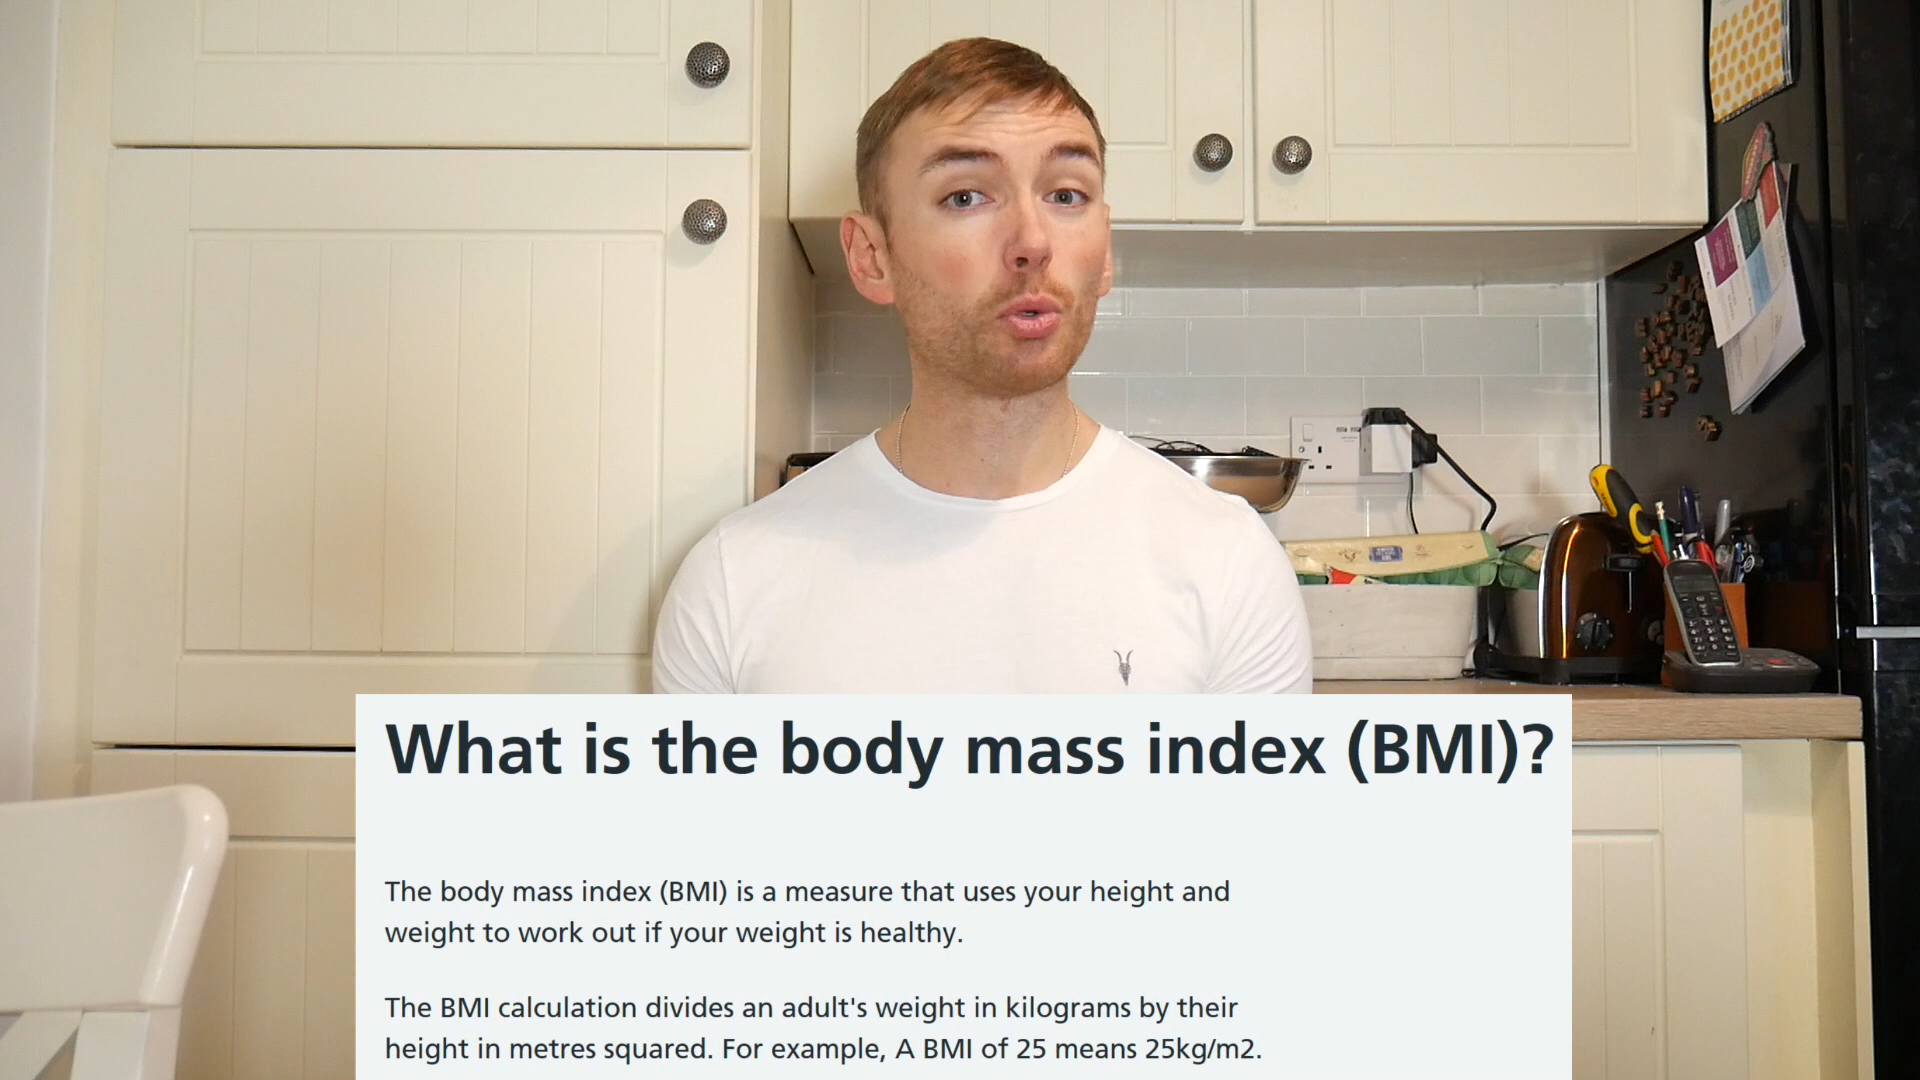 What is the body mass index (BMI)?
The body mass index (BMI) is a measure that uses your height and
weight to work out if your weight is healthy.
The BMI calculation divides an adult's weight in kilograms by their
height in metres squared. For example, A BMI of 25 means 25kg/m2.